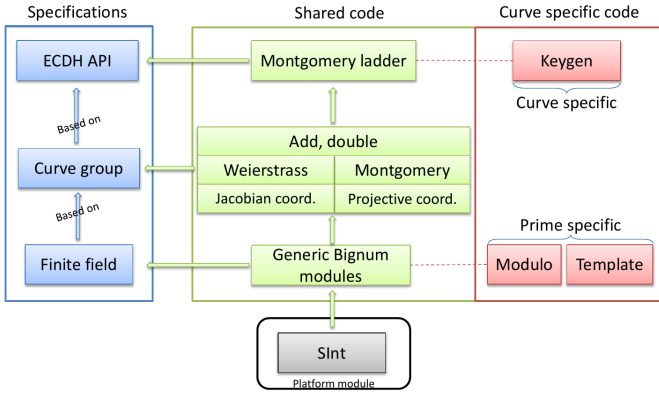 Specifications
Shared code
Curve specific code
ECDH API
Montgomery ladder
Keygen
Curve specific
Based on
Add, double
Curve group
Weierstrass
Montgomery
Jacobian coord.
Projective coord.
Based on
Prime specific
Finite field
Generic Bignum
modules
Modulo
Template
SInt
Platform module